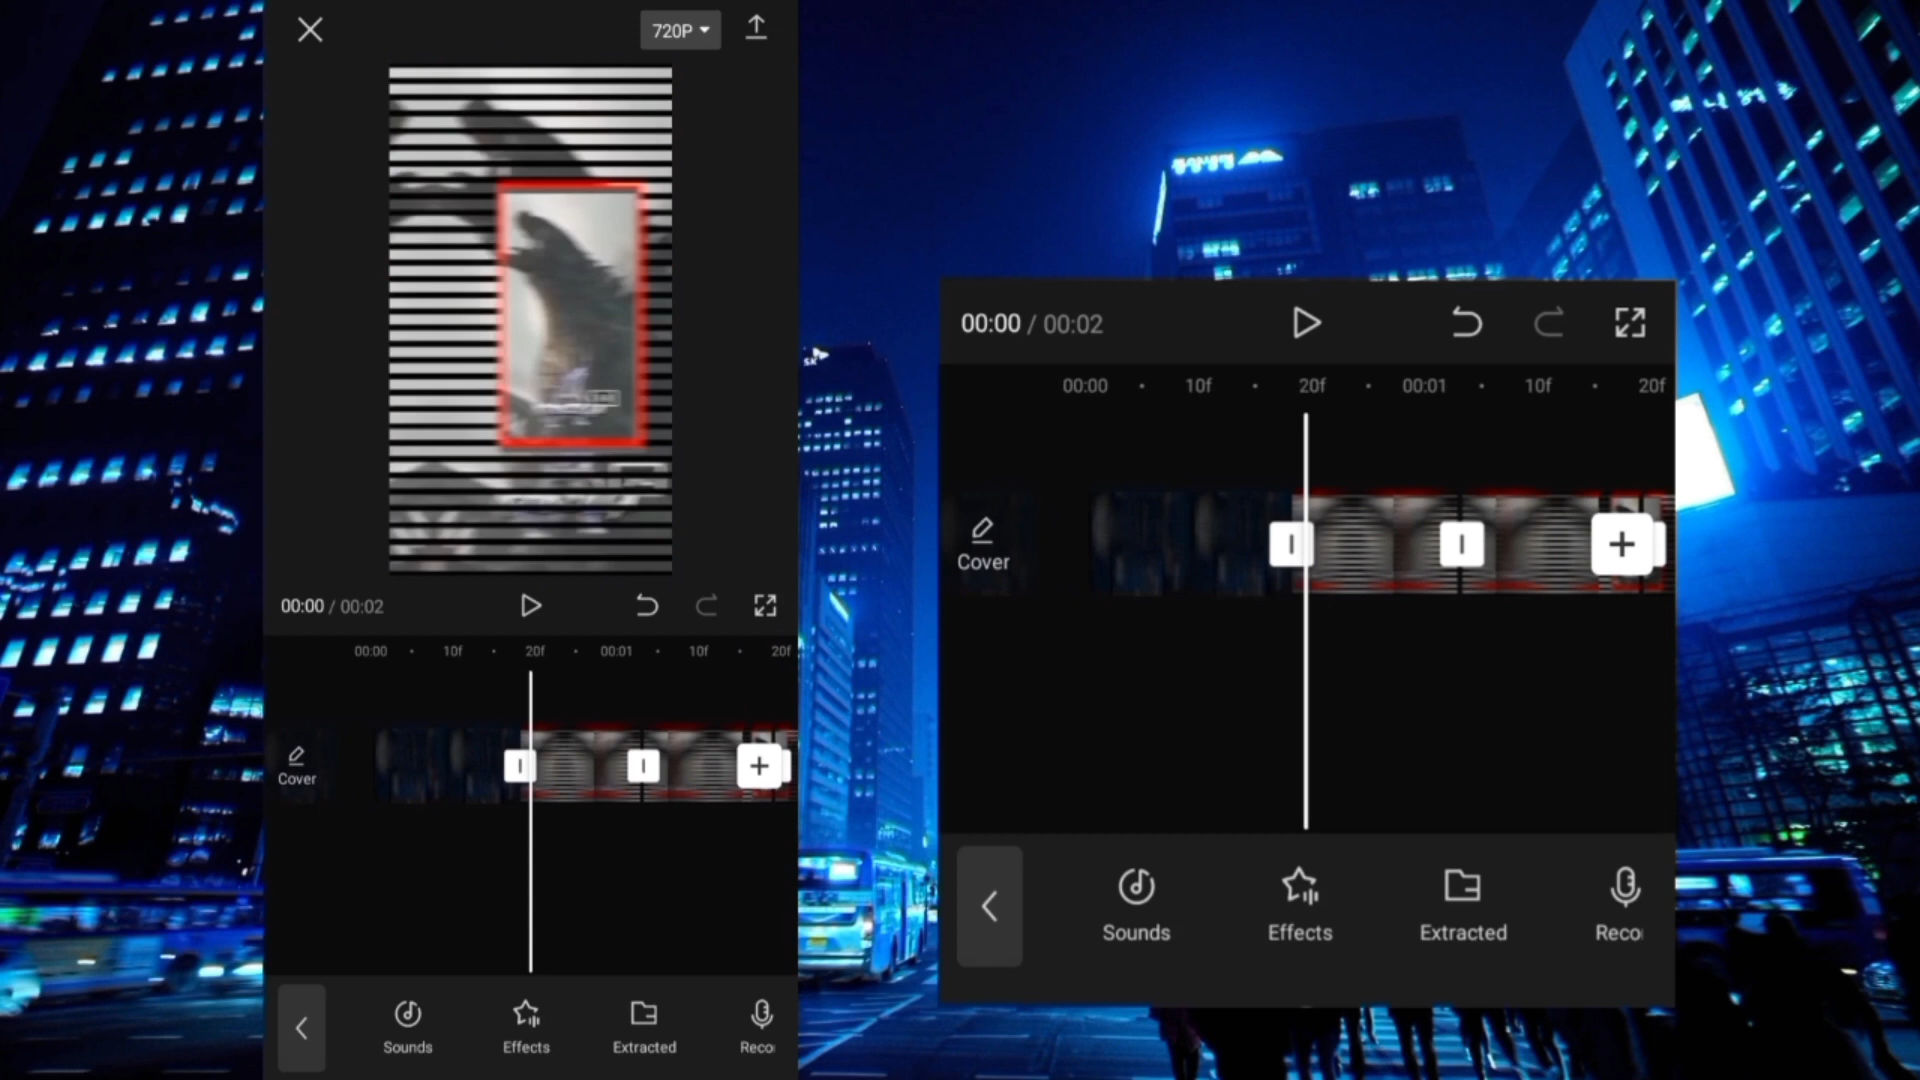 720P
00:00 / 00:02
00:00 10f 20f 00:01 10f 20f
Cover
Sounds Effects Extracted Reco
00:00 / 00:02
00:00 10f 20f 00:01 10f 20f
Cover
Sounds Effects Extracted Reco
SK